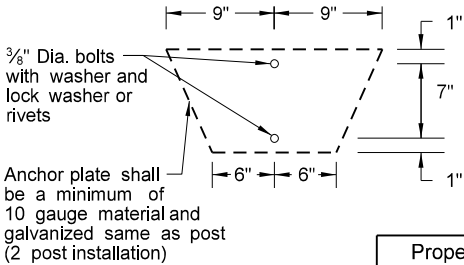 9" 9"
1"
⅜" Dia. bolts
with washer and
lock washer or
rivets
7"
Anchor plate shall
be a minimum of
10 gauge material and
galvanized same as post
(2 post installation)
6" 6"
1"